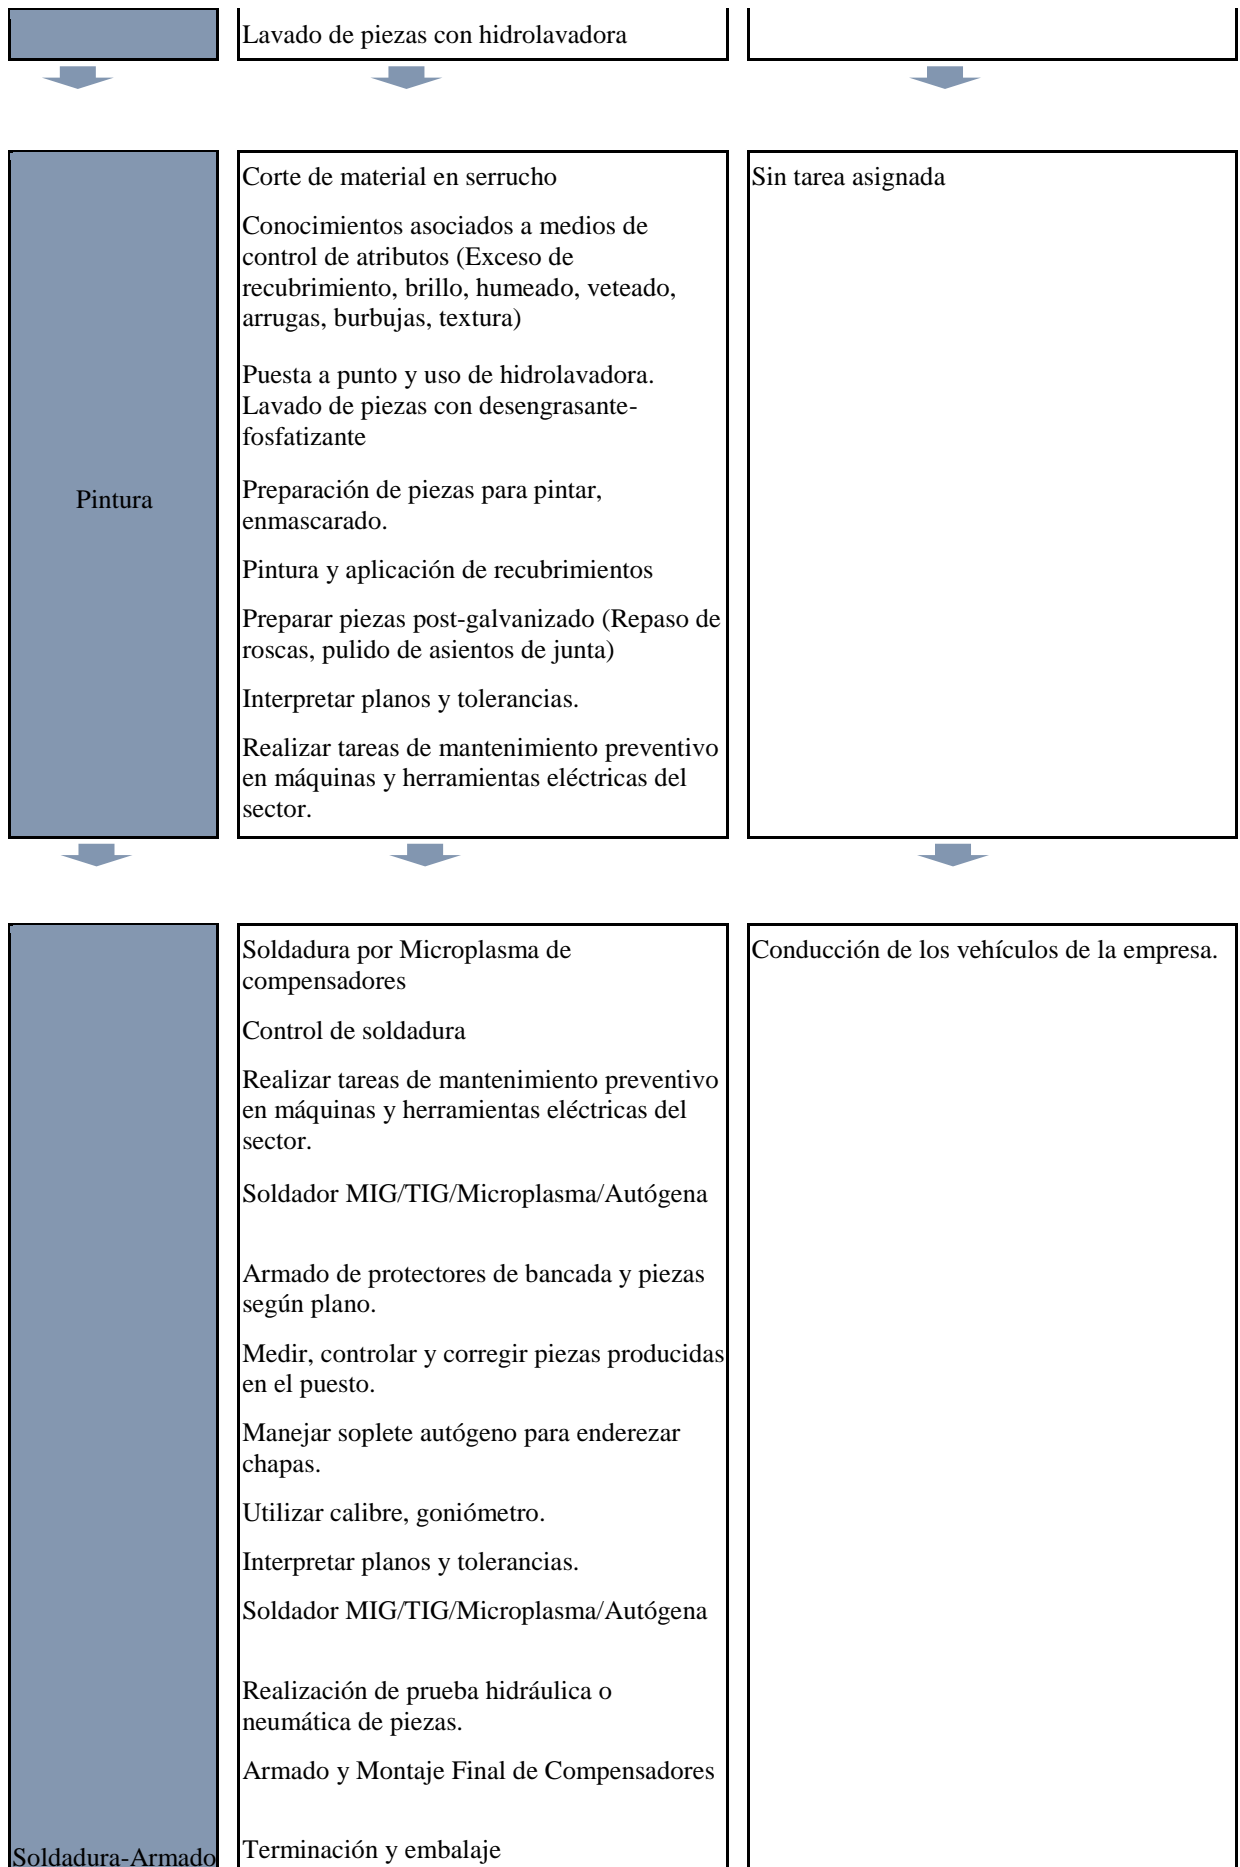 Lavado de piezas con hidrolavadora
Pintura
Corte de material en serrucho
Conocimientos asociados a medios de
control de atributos (Exceso de
recubrimiento, brillo, humeado, veteado,
arrugas, burbujas, textura)
Puesta a punto y uso de hidrolavadora.
Lavado de piezas con desengrasante-
fosfatizante
Preparación de piezas para pintar,
enmascarado.
Pintura y aplicación de recubrimientos
Preparar piezas post-galvanizado (Repaso de
roscas, pulido de asientos de junta)
Interpretar planos y tolerancias.
Realizar tareas de mantenimiento preventivo
en máquinas y herramientas eléctricas del
sector.
Sin tarea asignada
Soldadura-Armado
Soldadura por Microplasma de
compensadores
Control de soldadura
Realizar tareas de mantenimiento preventivo
en máquinas y herramientas eléctricas del
sector.
Soldador MIG/TIG/Microplasma/Autógena
Armado de protectores de bancada y piezas
según plano.
Medir, controlar y corregir piezas producidas
en el puesto.
Manejar soplete autógeno para enderezar
chapas.
Utilizar calibre, goniómetro.
Interpretar planos y tolerancias.
Soldador MIG/TIG/Microplasma/Autógena
Realización de prueba hidráulica o
neumática de piezas.
Armado y Montaje Final de Compensadores
Terminación y embalaje
Conducción de los vehículos de la empresa.